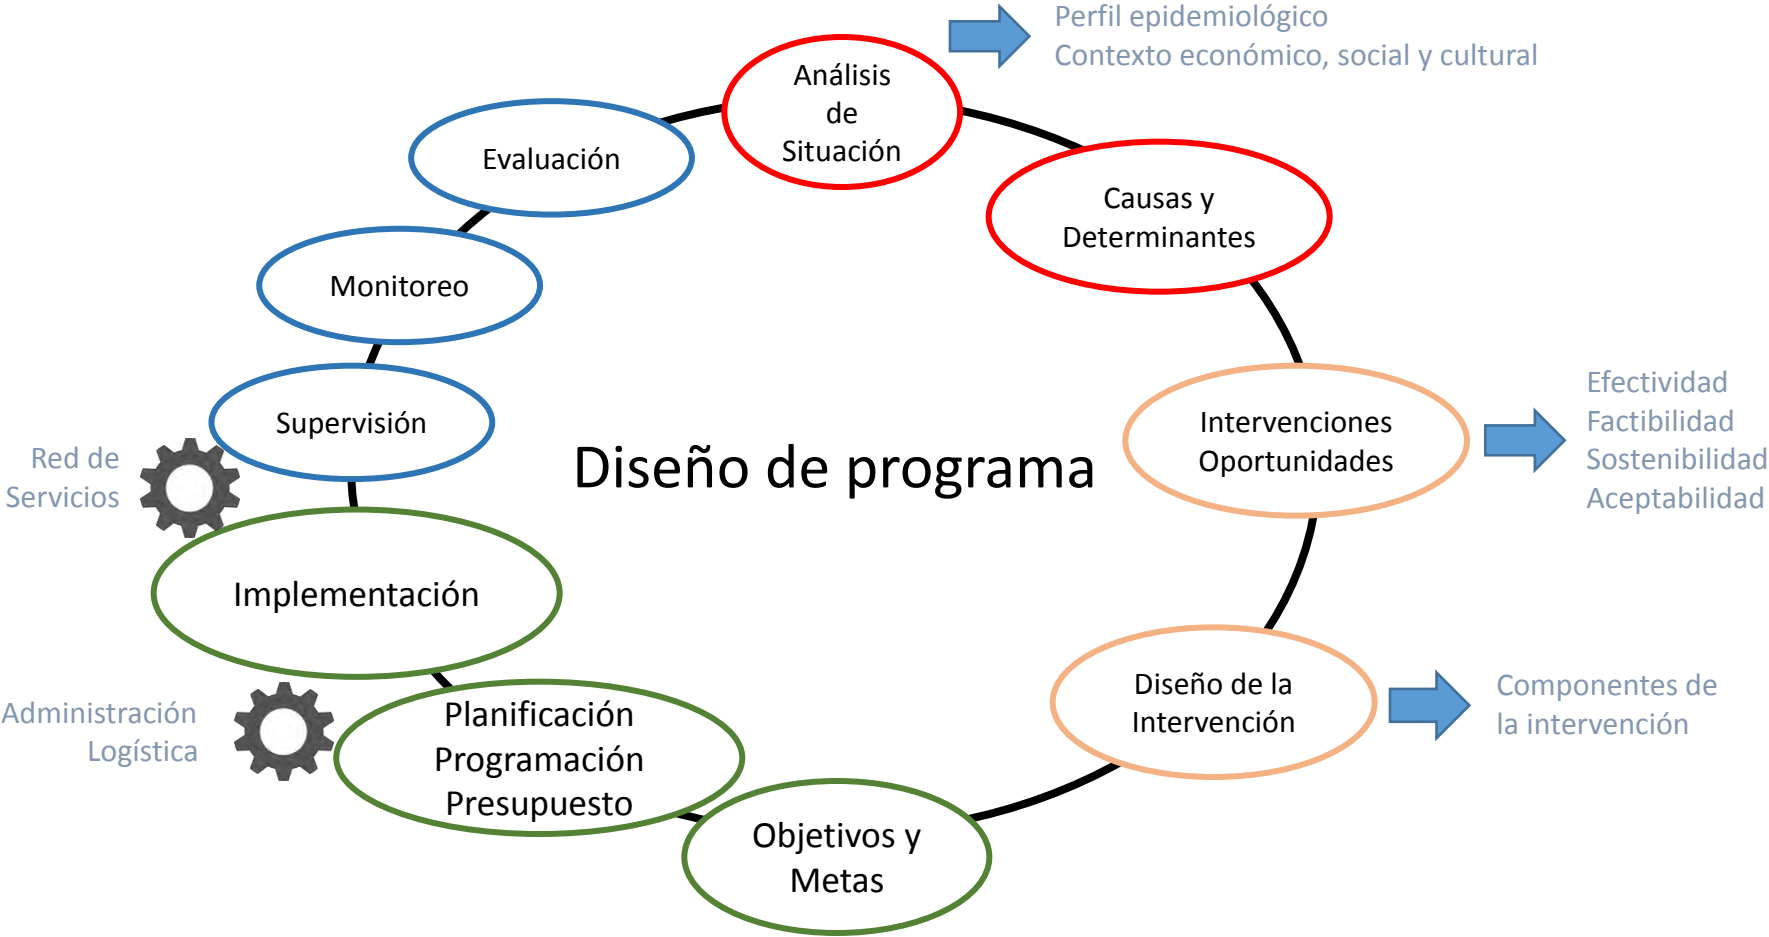 Perfil epidemiológico
Contexto económico, social y cultural
Análisis
de
Situación
Evaluación
Causas y
Determinantes
Monitoreo
Supervisión
Intervenciones
Oportunidades
Efectividad
Factibilidad
Sostenibilidad
Aceptabilidad
Red de
Servicios
Diseño de programa
Implementación
Diseño de la
Intervención
Componentes de
la intervención
Administración
Logística
Planificación
Programación
Presupuesto
Objetivos y
Metas